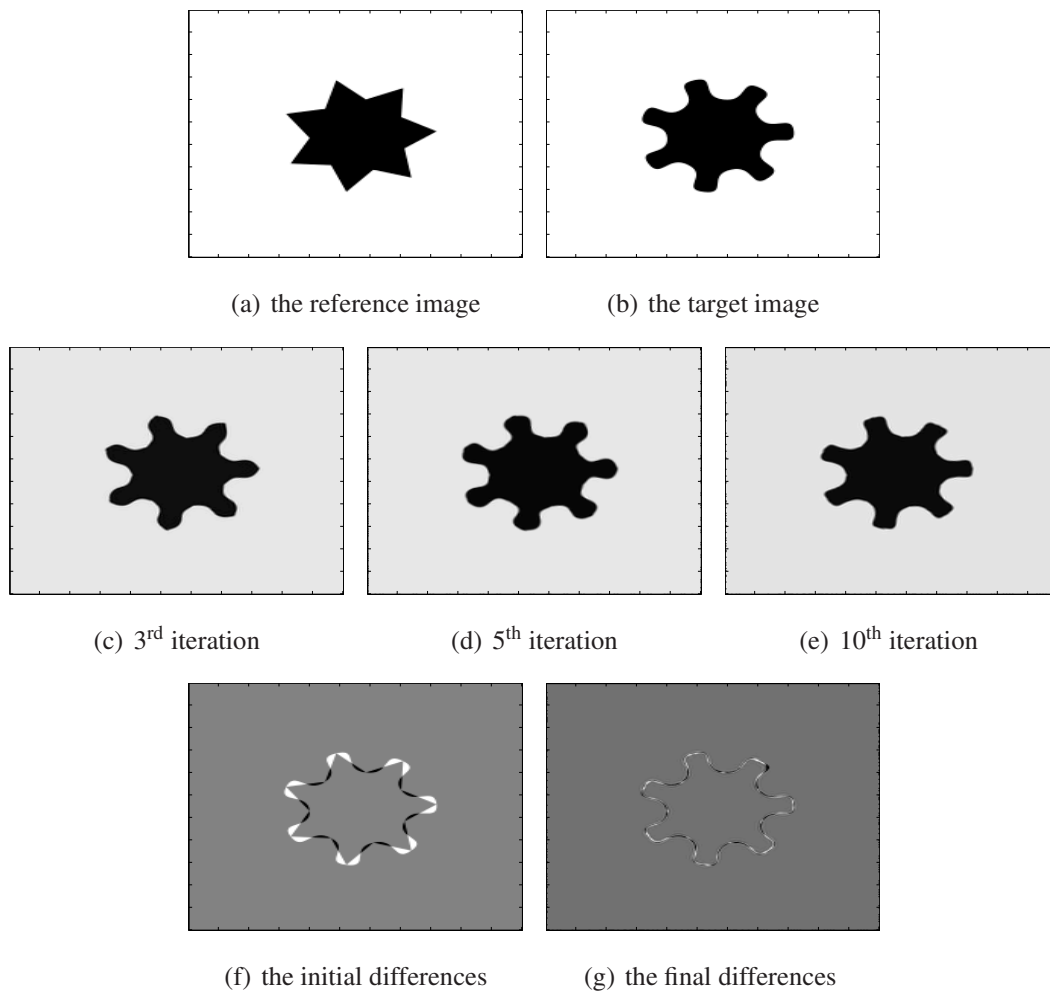 (a) the reference image
(b) the target image
(c) 3rd iteration
(d) 5th iteration
(e) 10th iteration
(f) the initial differences
(g) the final differences